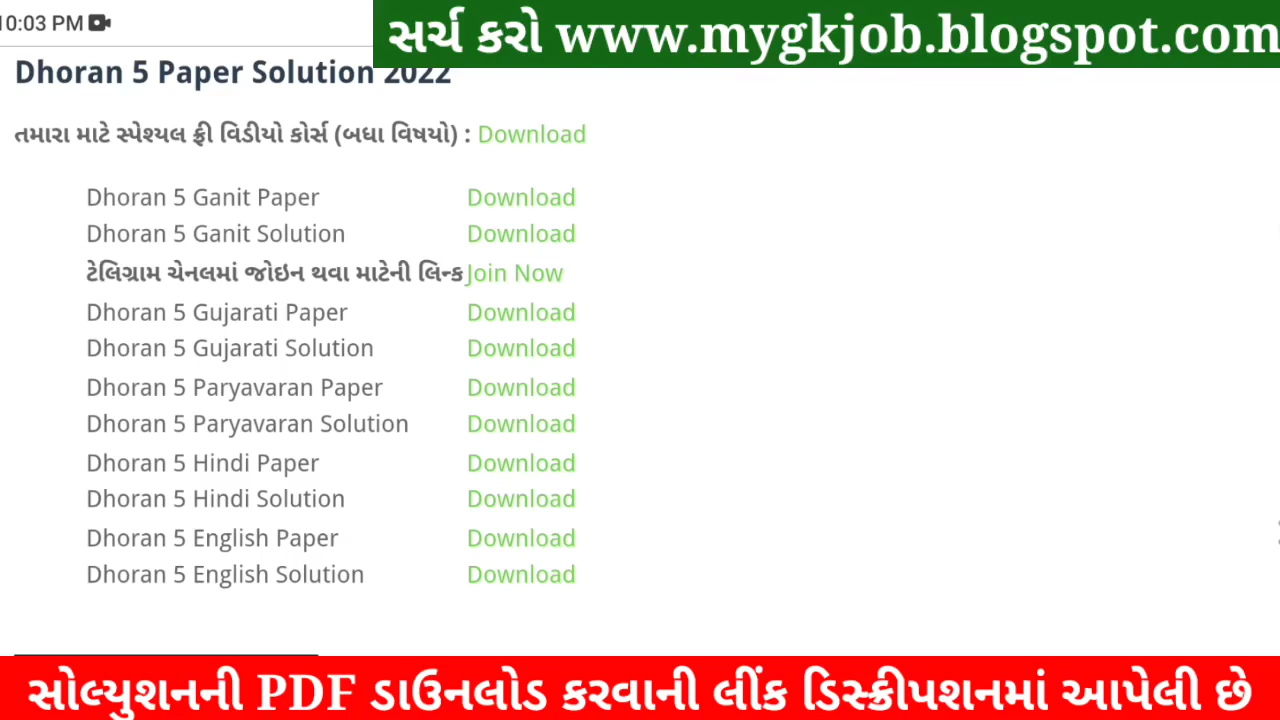 10:03 PM
સર્ચ કરો www.mygkjob.blogspot.com
Dhoran 5 Paper Solution 2022
તમારા માટે સ્પેશ્યલ ફ્રી વિડીયો કોર્સ (બધા વિષયો) : Download
Dhoran 5 Ganit Paper Download
Dhoran 5 Ganit Solution Download
ટેલિગ્રામ ચેનલમાં જોઇન થવા માટેની લિન્ક Join Now
Dhoran 5 Gujarati Paper Download
Dhoran 5 Gujarati Solution Download
Dhoran 5 Paryavaran Paper Download
Dhoran 5 Paryavaran Solution Download
Dhoran 5 Hindi Paper Download
Dhoran 5 Hindi Solution Download
Dhoran 5 English Paper Download
Dhoran 5 English Solution Download
સોલ્યુશનની PDF ડાઉનલોડ કરવાની લીંક ડિસ્ક્રીપશનમાં આપેલી છે